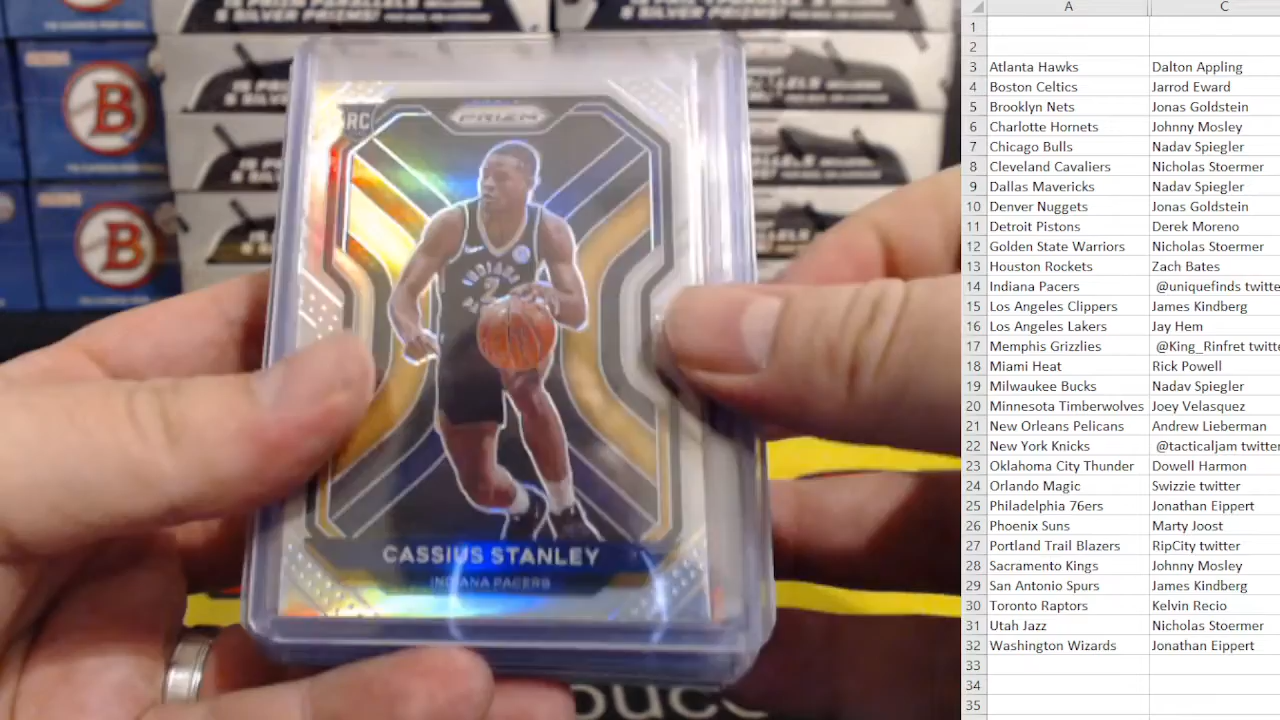 RC
PRIZM
INDIANA
2
CASSIUS STANLEY
INDIANA PACERS
B
B
5 SILVER PRIZMS!
A
C
1
2
3 Atlanta Hawks Dalton Appling
4 Boston Celtics Jarrod Eward
5 Brooklyn Nets Jonas Goldstein
6 Charlotte Hornets Johnny Mosley
7 Chicago Bulls Nadav Spiegler
8 Cleveland Cavaliers Nicholas Stoermer
9 Dallas Mavericks Nadav Spiegler
10 Denver Nuggets Jonas Goldstein
11 Detroit Pistons Derek Moreno
12 Golden State Warriors Nicholas Stoermer
13 Houston Rockets Zach Bates
14 Indiana Pacers @uniquefinds twitte
15 Los Angeles Clippers James Kindberg
16 Los Angeles Lakers Jay Hem
17 Memphis Grizzlies @King_Rinfret twitte
18 Miami Heat Rick Powell
19 Milwaukee Bucks Nadav Spiegler
20 Minnesota Timberwolves Joey Velasquez
21 New Orleans Pelicans Andrew Lieberman
22 New York Knicks @tacticaljam twitter
23 Oklahoma City Thunder Dowell Harmon
24 Orlando Magic Swizzie twitter
25 Philadelphia 76ers Jonathan Eippert
26 Phoenix Suns Marty Joost
27 Portland Trail Blazers RipCity twitter
28 Sacramento Kings Johnny Mosley
29 San Antonio Spurs James Kindberg
30 Toronto Raptors Kelvin Recio
31 Utah Jazz Nicholas Stoermer
32 Washington Wizards Jonathan Eippert
33
34
35